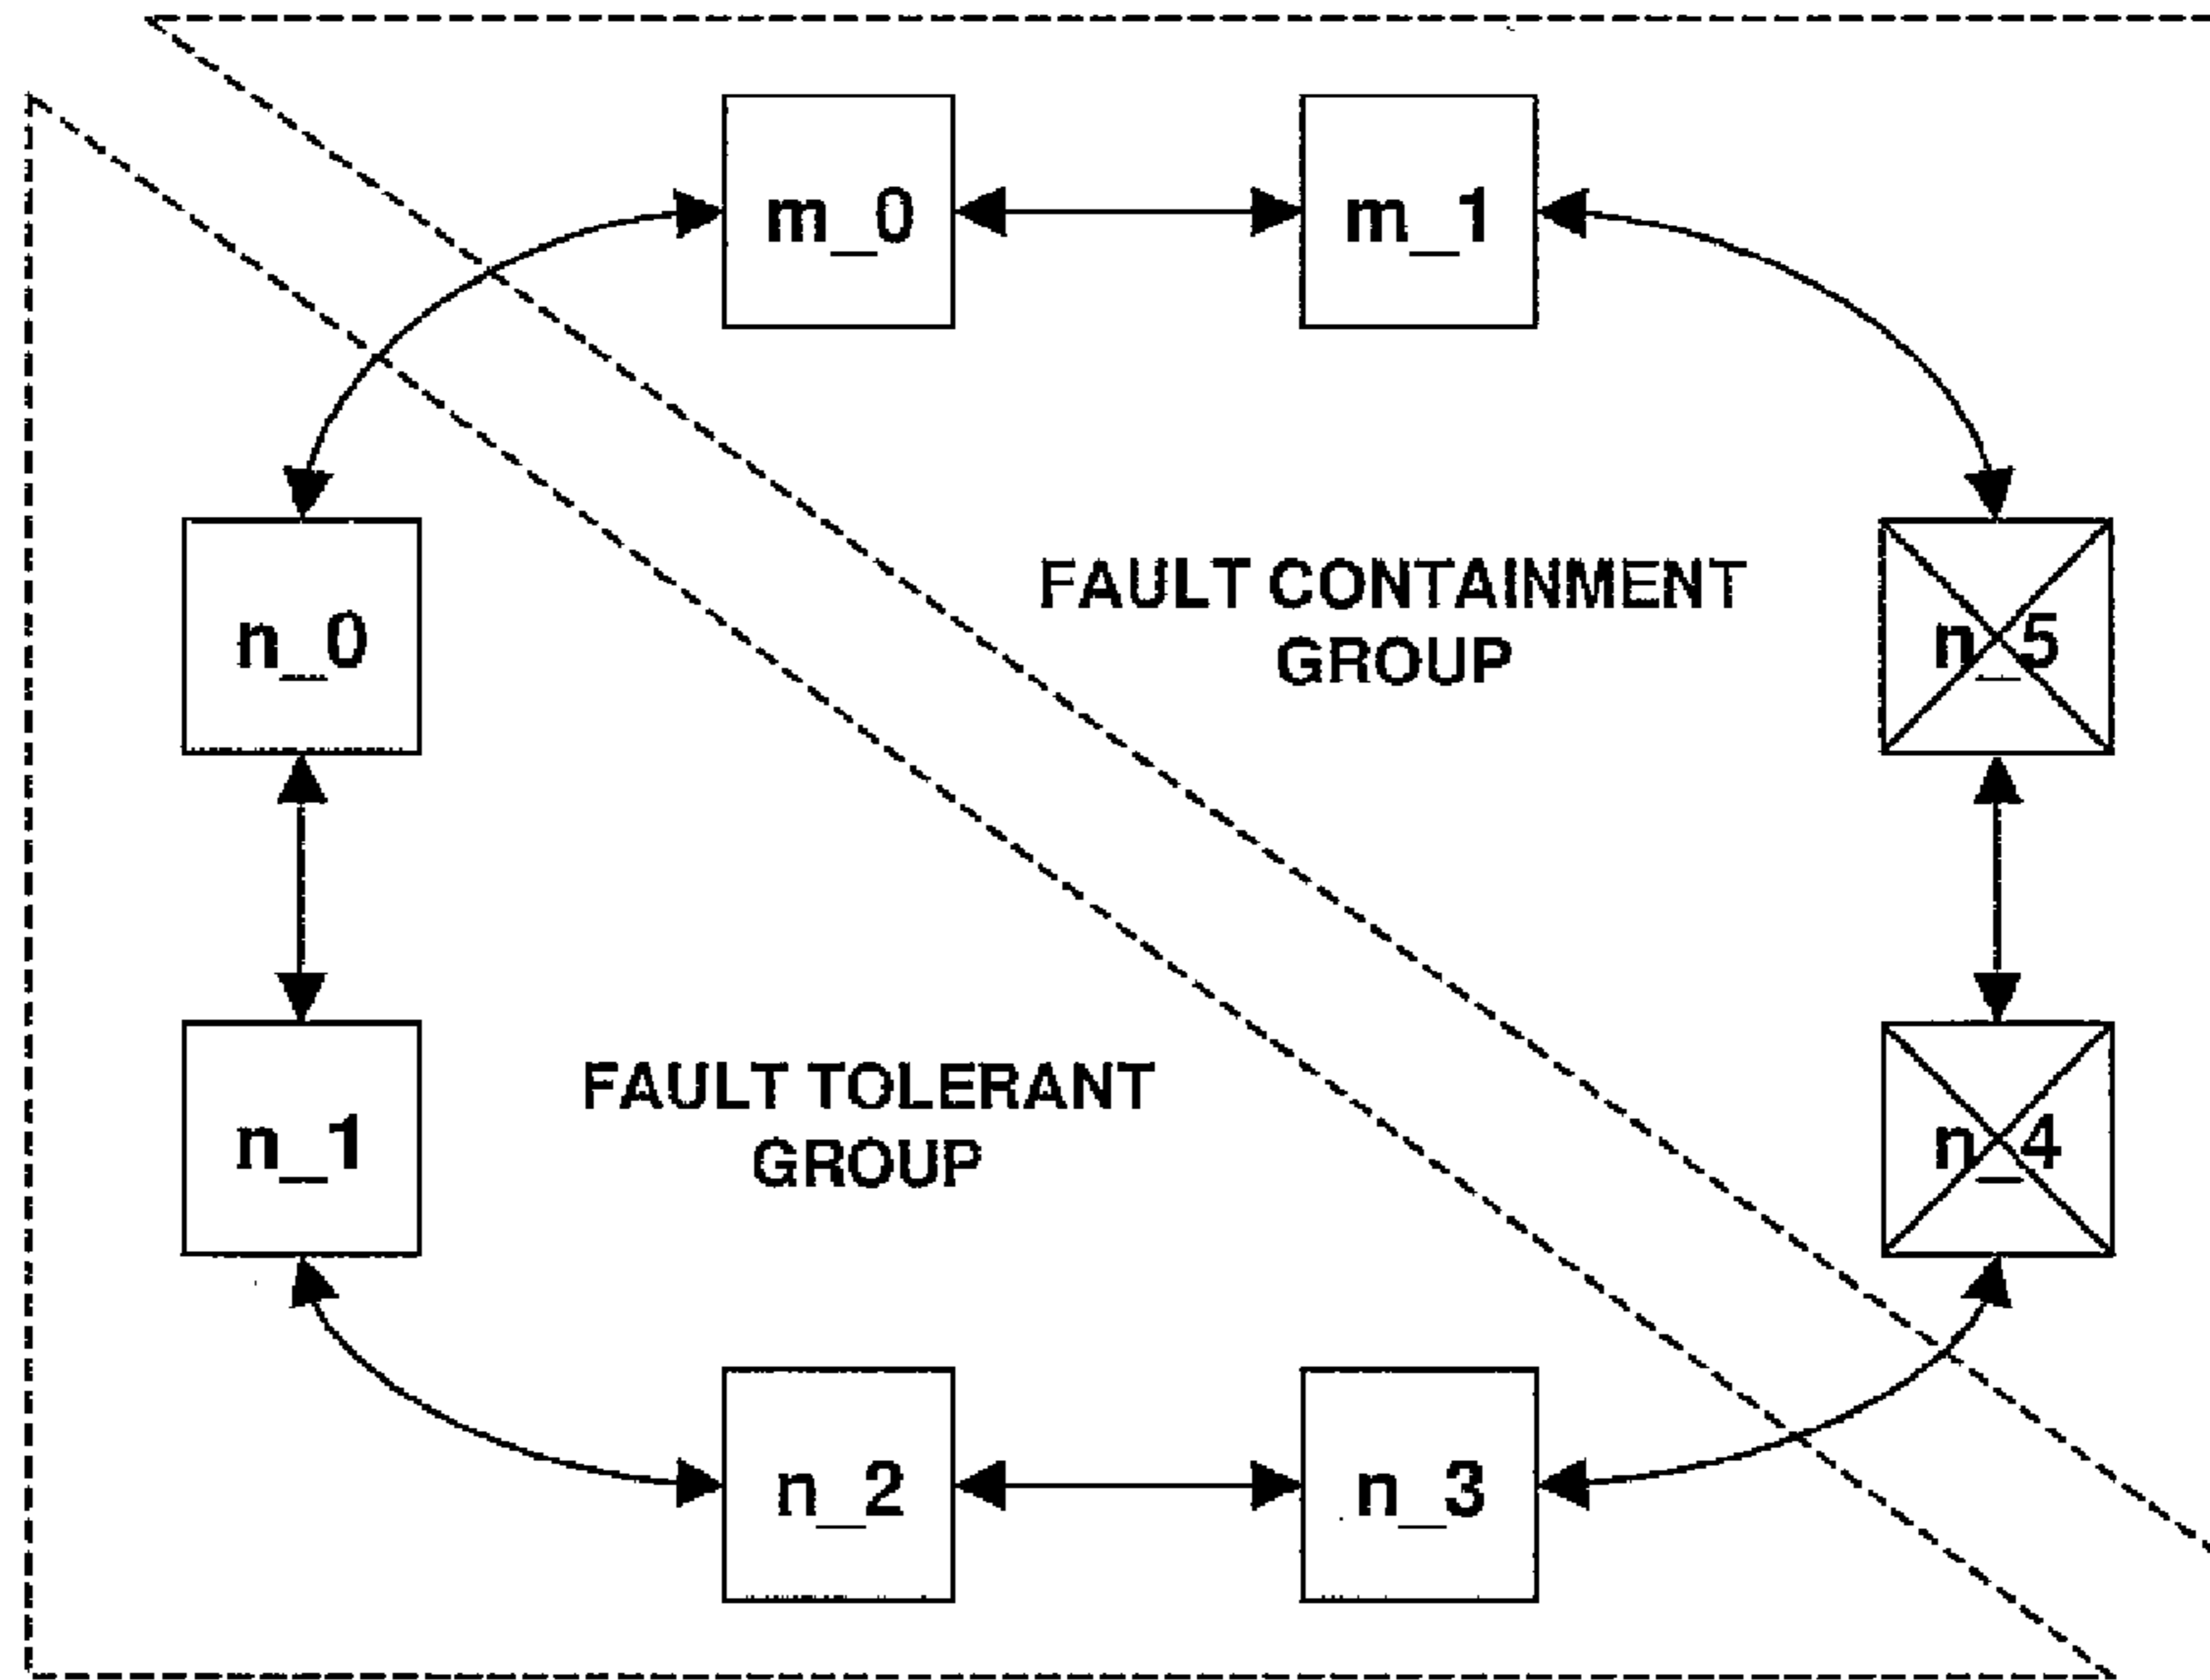 m_0
m_1
FAULT CONTAINMENT
GROUP
n_0
n_5
FAULT TOLERANT
GROUP
n_1
n_4
n_2
n_3